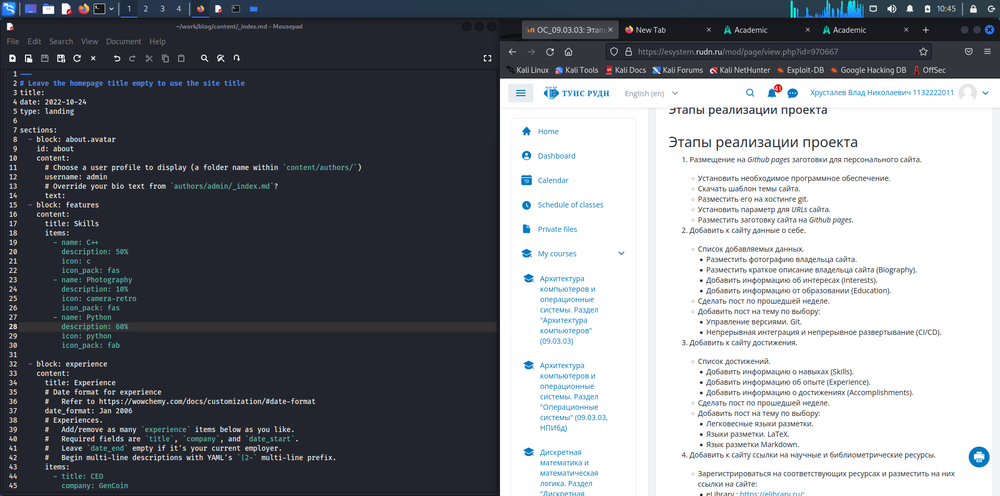 1
2
3
4
10:45
~/work/blog/content/_index.md - Mousepad
File Edit Search View Document Help
1 ---
2 # Leave the homepage title empty to use the site title
3 title:
4 date: 2022-10-24
5 type: landing
6
7 sections:
8 - block: about.avatar
9 id: about
10 content:
11 # Choose a user profile to display (a folder name within `content/authors/`)
12 username: admin
13 # Override your bio text from `authors/admin/_index.md`?
14 text:
15 - block: features
16 content:
17 title: Skills
18 items:
19 - name: C++
20 description: 50%
21 icon: c
22 icon_pack: fas
23 - name: Photography
24 description: 10%
25 icon: camera-retro
26 icon_pack: fas
27 - name: Python
28 description: 60%
29 icon: python
30 icon_pack: fab
31
32 - block: experience
33 content:
34 title: Experience
35 # Date format for experience
36 #   Refer to https://wowchemy.com/docs/customization/#date-format
37 date_format: Jan 2006
38 # Experiences.
39 #   Add/remove as many `experience` items below as you like.
40 #   Required fields are `title`, `company`, and `date_start`.
41 #   Leave `date_end` empty if it's your current employer.
42 #   Begin multi-line descriptions with YAML's `|2-` multi-line prefix.
43 items:
44 - title: CEO
45 company: GenCoin
ОС_09.03.03: Этапы
New Tab
Academic
Academic
https://esystem.rudn.ru/mod/page/view.php?id=970667
Kali Linux Kali Tools Kali Docs Kali Forums Kali NetHunter Exploit-DB Google Hacking DB OffSec
ТУИС РУДН
English (en)
41
Хрусталев Влад Николаевич 1132222011
Home
Dashboard
19
Calendar
Schedule of classes
Private files
My courses
Архитектура
компьютеров и
операционные
системы. Раздел
"Архитектура
компьютеров"
(09.03.03)
Архитектура
компьютеров и
операционные
системы. Раздел
"Операционные
системы" (09.03.03,
НПИбд)
Дискретная
математика и
математическая
логика. Раздел
"Дискретная
Этапы реализации проекта
Этапы реализации проекта
1. Размещение на Github pages заготовки для персонального сайта.
Установить необходимое программное обеспечение.
Скачать шаблон темы сайта.
Разместить его на хостинге git.
Установить параметр для URLs сайта.
Разместить заготовку сайта на Github pages.
2. Добавить к сайту данные о себе.
Список добавляемых данных.
Разместить фотографию владельца сайта.
Разместить краткое описание владельца сайта (Biography).
Добавить информацию об интересах (Interests).
Добавить информацию от образовании (Education).
Сделать пост по прошедшей неделе.
Добавить пост на тему по выбору:
Управление версиями. Git.
Непрерывная интеграция и непрерывное развертывание (CI/CD).
3. Добавить к сайту достижения.
Список достижений.
Добавить информацию о навыках (Skills).
Добавить информацию об опыте (Experience).
Добавить информацию о достижениях (Accomplishments).
Сделать пост по прошедшей неделе.
Добавить пост на тему по выбору:
Легковесные языки разметки.
Языки разметки. LaTeX.
Язык разметки Markdown.
4. Добавить к сайту ссылки на научные и библиометрические ресурсы.
Зарегистрироваться на соответствующих ресурсах и разместить на них
ссылки на сайте:
eLibrary : https://elibrary.ru/;